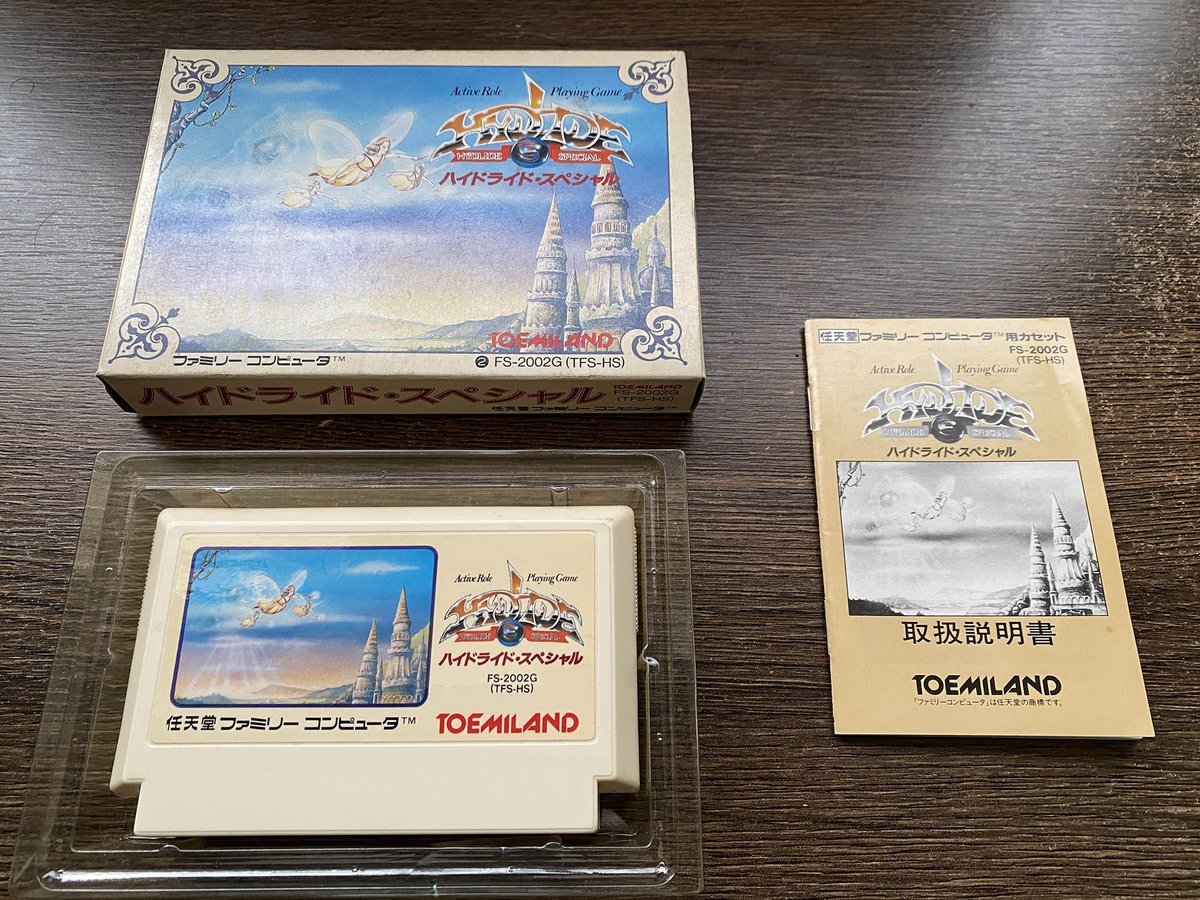 Active Role Playing Game
HYDLIDE
HYDLIDE SPECIAL
ハイドライド・スペシャル
TOEMILAND
ファミリー コンピュータ™
② FS-2002G (TFS-HS)
ハイドライド・スペシャル
TOEMILAND
FS-2002G
(TFS-HS)
任天堂 ファミリー コンピュータ™
Active Role Playing Game
HYDLIDE
HYDLIDE SPECIAL
ハイドライド・スペシャル
FS-2002G
(TFS-HS)
任天堂 ファミリー コンピュータ™
TOEMILAND
任天堂 ファミリー コンピュータ™用カセット
FS-2002G
(TFS-HS)
Active Role Playing Game
HYDLIDE
HYDLIDE SPECIAL
ハイドライド・スペシャル
取扱説明書
TOEMILAND
「ファミリーコンピュータ」は任天堂の商標です。